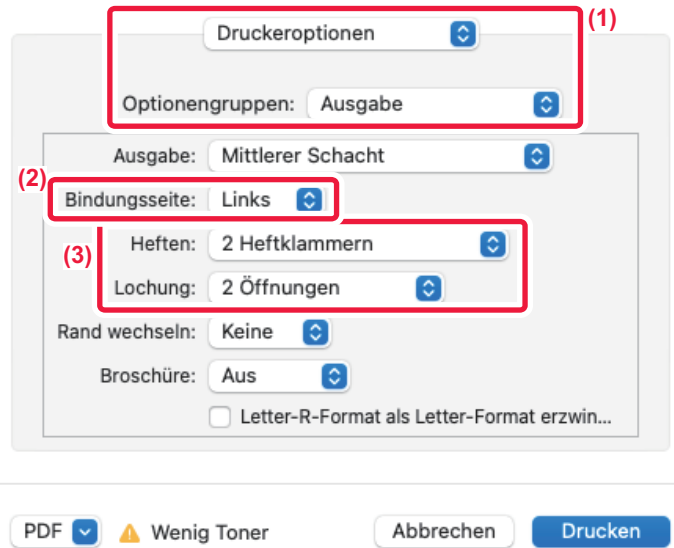 (1)
Druckeroptionen
Optionengruppen: Ausgabe
Ausgabe: Mittlerer Schacht
(2)
Bindungsseite: Links
(3)
Heften: 2 Heftklammern
Lochung: 2 Öffnungen
Rand wechseln: Keine
Broschüre: Aus
Letter-R-Format als Letter-Format erzwin...
PDF Wenig Toner Abbrechen Drucken